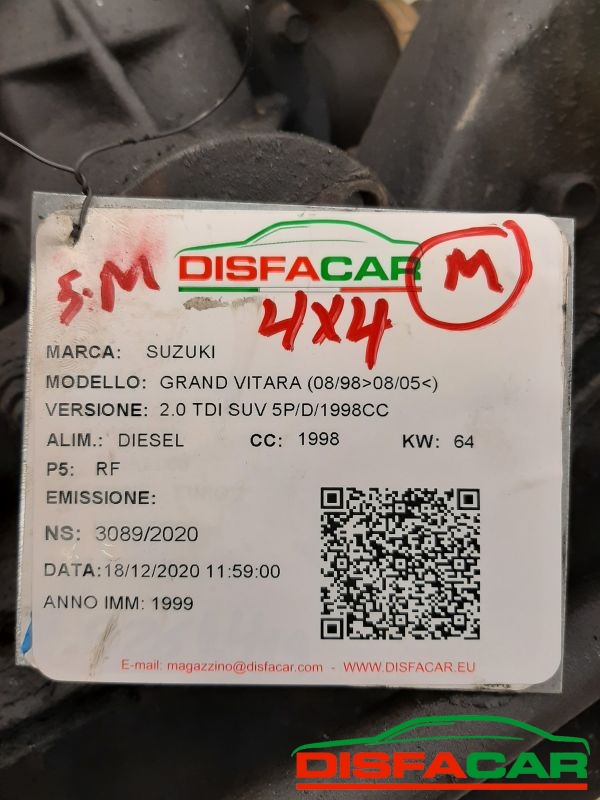 DISFACAR
M
5.M
4X4
MARCA: SUZUKI
MODELLO: GRAND VITARA (08/98>08/05<)
VERSIONE: 2.0 TDI SUV 5P/D/1998CC
ALIM.: DIESEL CC: 1998 KW: 64
P5: RF
EMISSIONE:
NS: 3089/2020
DATA:18/12/2020 11:59:00
ANNO IMM: 1999
E-mail: magazzino@disfacar.com - WWW.DISFACAR.EU
DISFACAR